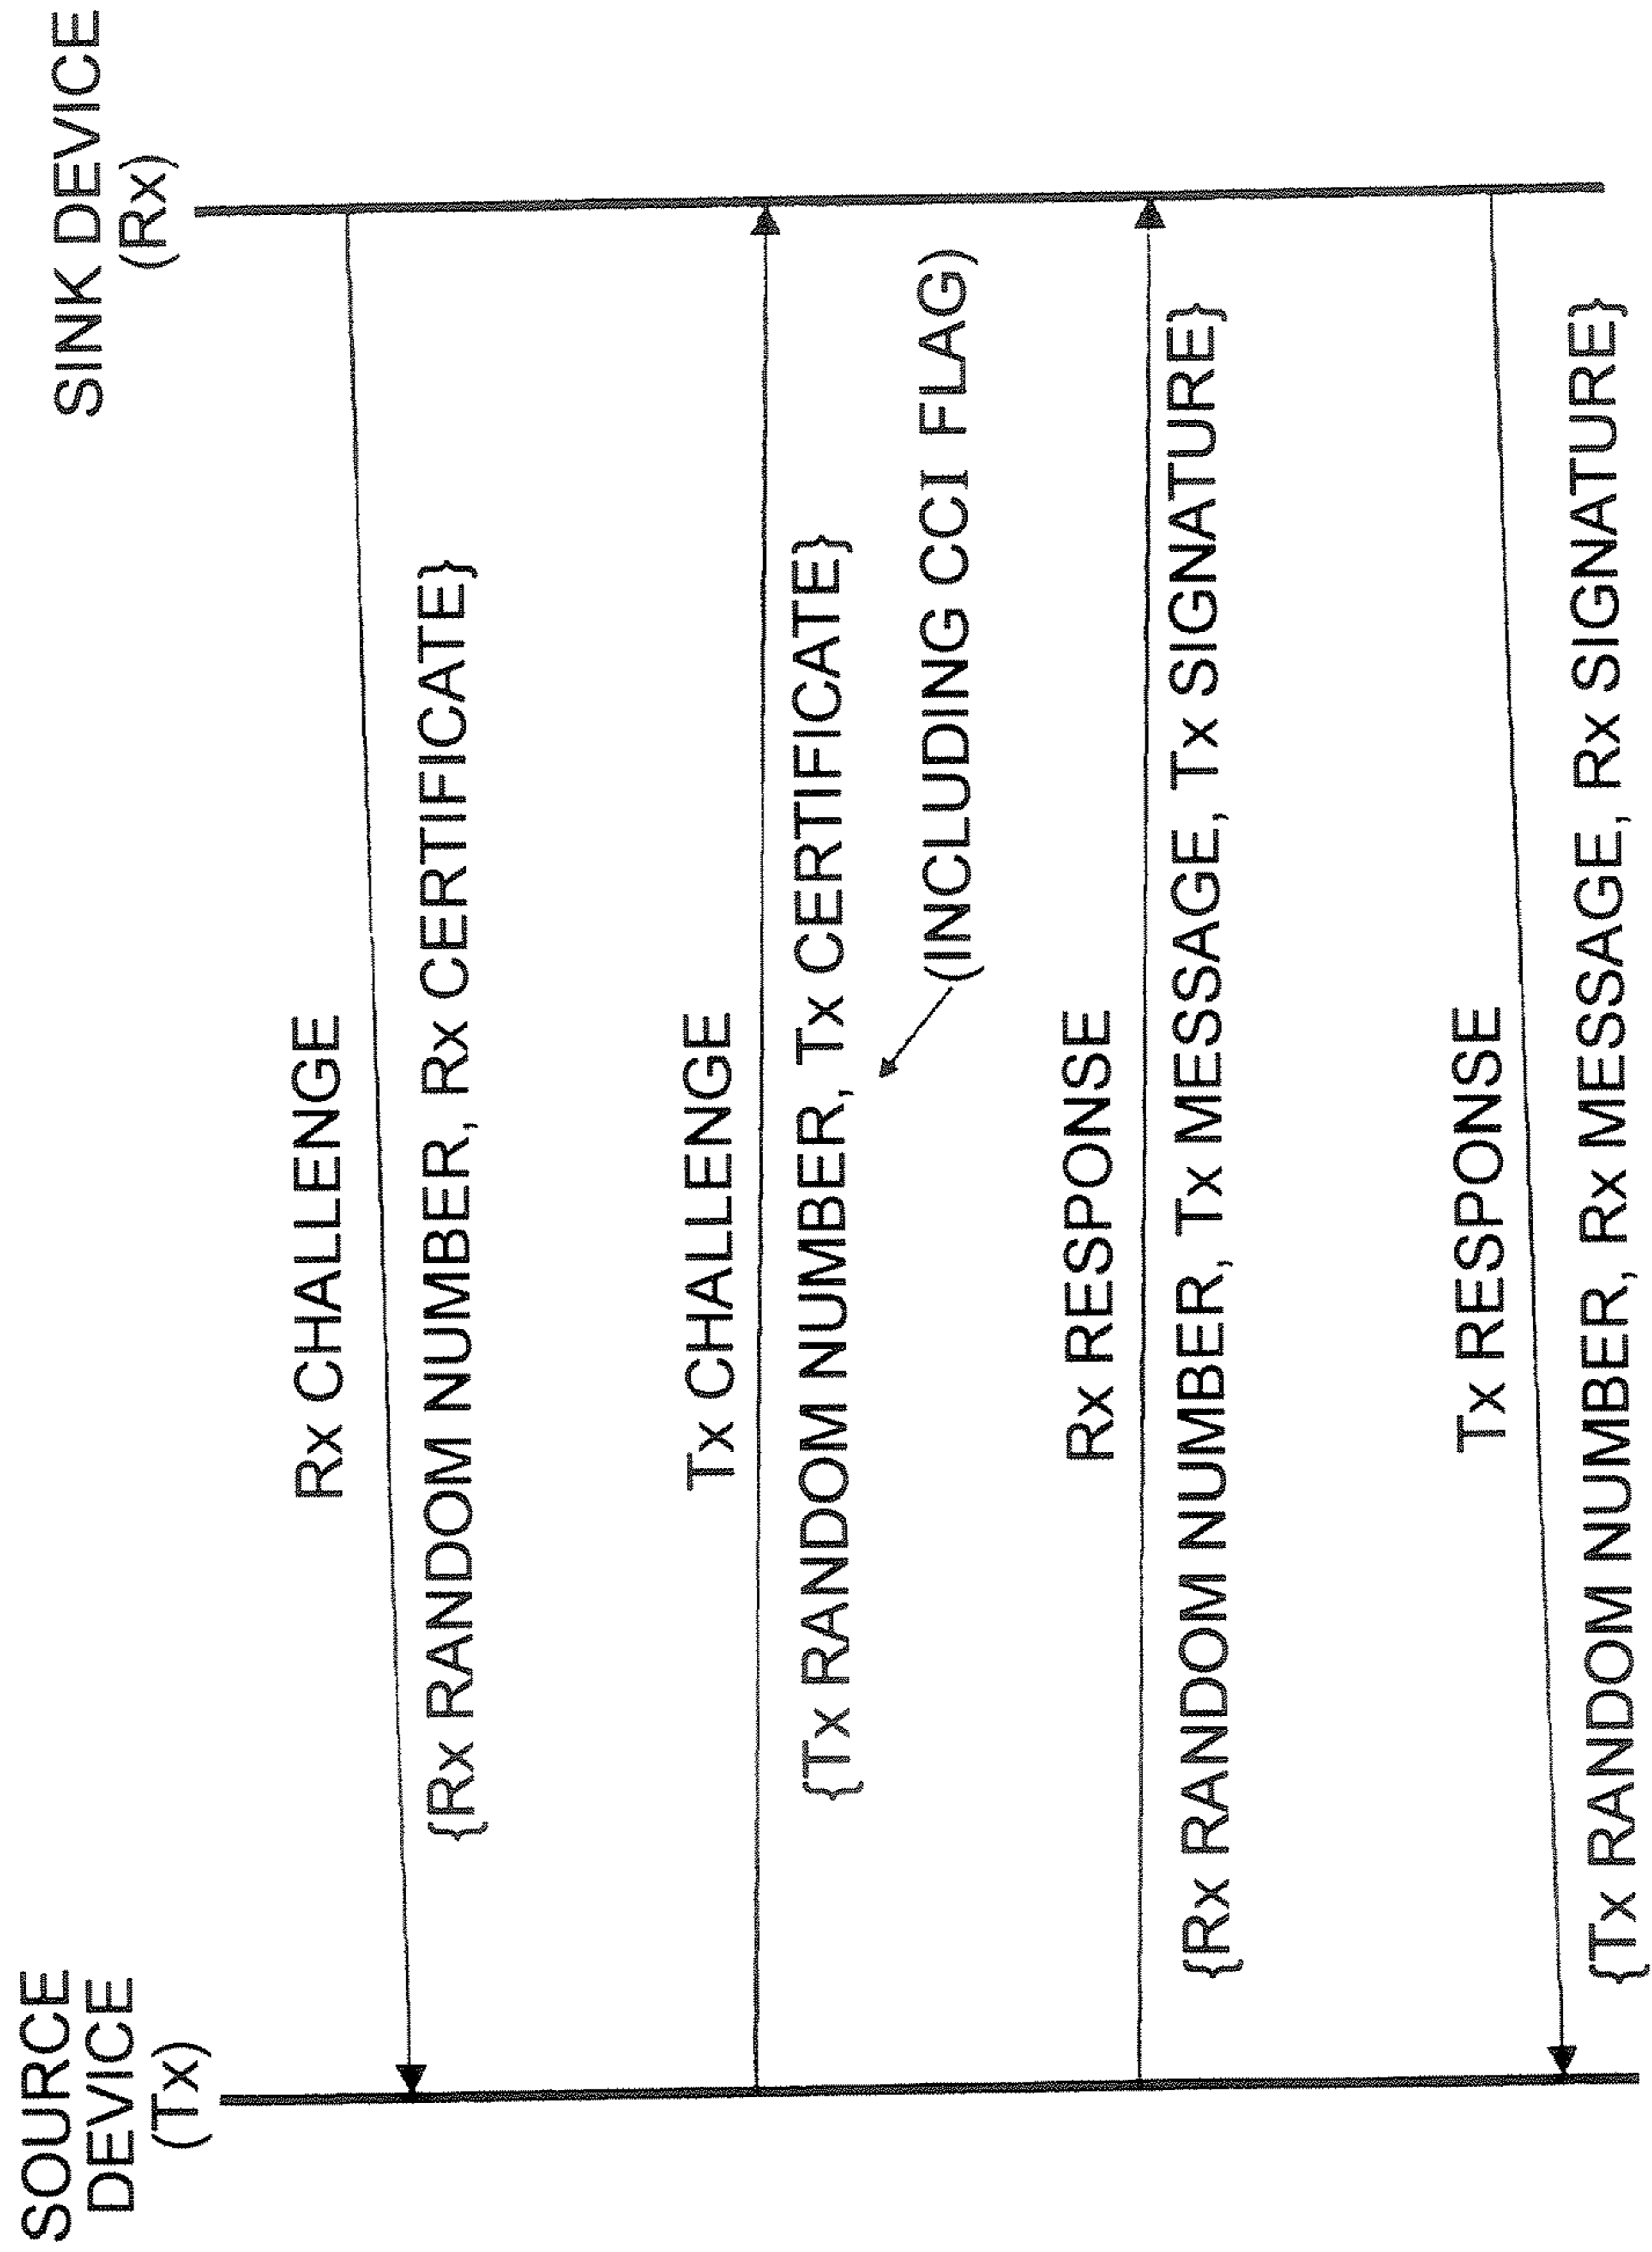 SOURCE
DEVICE
(Tx)
SINK DEVICE
(Rx)
Rx CHALLENGE
{Rx RANDOM NUMBER, Rx CERTIFICATE}
Tx CHALLENGE
{Tx RANDOM NUMBER, Tx CERTIFICATE}
(INCLUDING CCI FLAG)
Rx RESPONSE
{Rx RANDOM NUMBER, Tx MESSAGE, Tx SIGNATURE}
Tx RESPONSE
{Tx RANDOM NUMBER, Rx MESSAGE, Rx SIGNATURE}